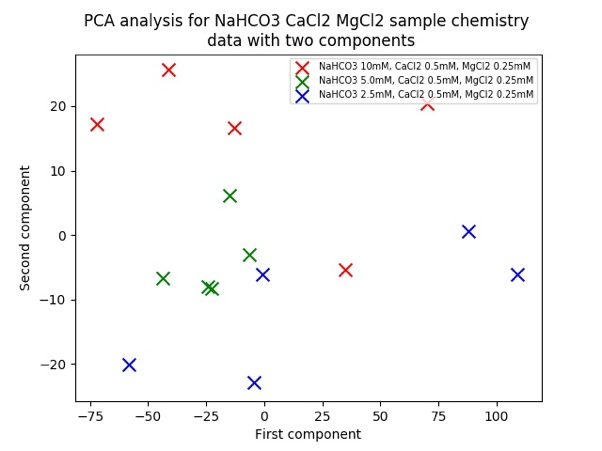 PCA analysis for NaHCO3 CaCl2 MgCl2 sample chemistry
data with two components
NaHCO3 10mM, CaCl2 0.5mM, MgCl2 0.25mM
NaHCO3 5.0mM, CaCl2 0.5mM, MgCl2 0.25mM
NaHCO3 2.5mM, CaCl2 0.5mM, MgCl2 0.25mM
Second component
20
10
0
−10
−20
−75 −50 −25 0 25 50 75 100
First component